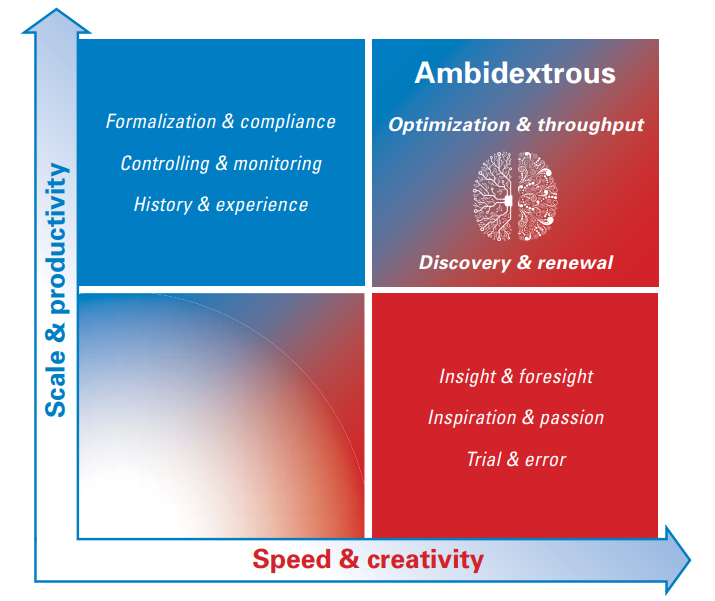 Formalization & compliance
Controlling & monitoring
History & experience
Ambidextrous
Optimization & throughput
Discovery & renewal
Scale & productivity
Insight & foresight
Inspiration & passion
Trial & error
Speed & creativity